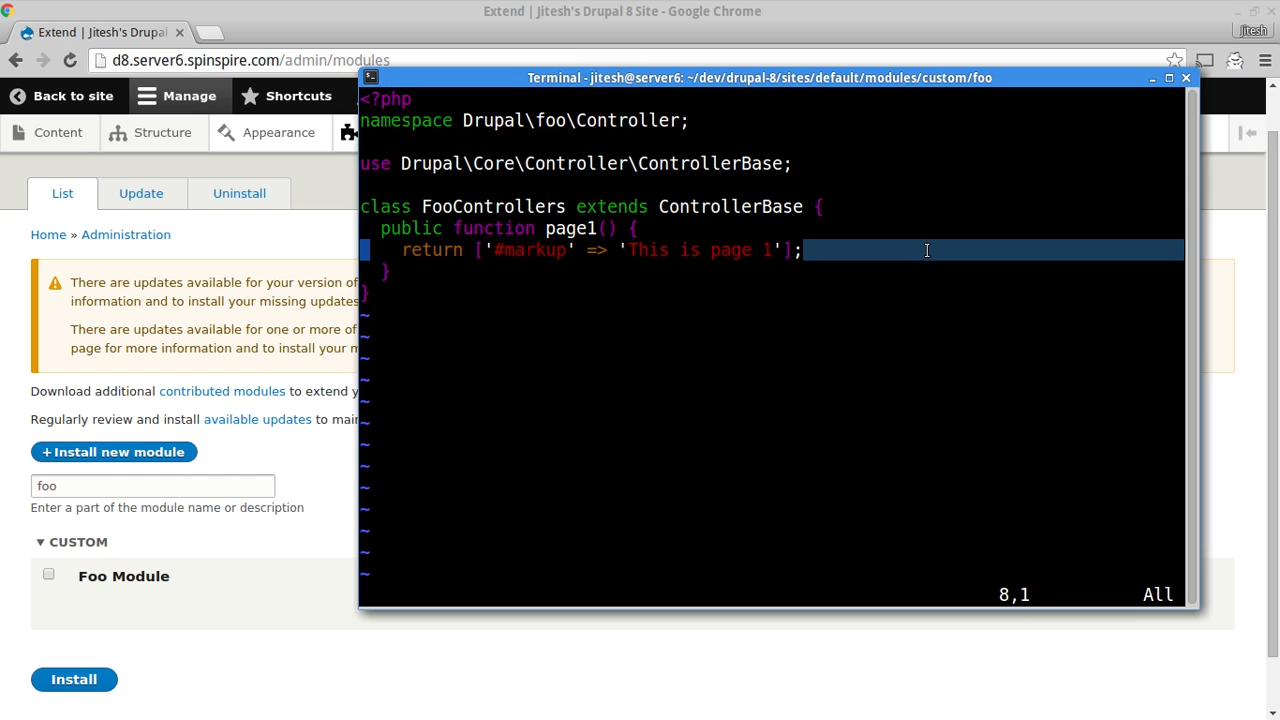 Extend | Jitesh's Drupal 8 Site - Google Chrome
Extend | Jitesh's Drupal
Jitesh
d8.server6.spinspire.com/admin/modules
Terminal - jitesh@server6: ~/dev/drupal-8/sites/default/modules/custom/foo
Back to site
Manage
Shortcuts
Content
Structure
Appearance
List
Update
Uninstall
Home » Administration
There are updates available for your version of
information and to install your missing updates
There are updates available for one or more of
page for more information and to install your
Download additional contributed modules to extend
Regularly review and install available updates to
+Install new module
foo
Enter a part of the module name or description
▼ CUSTOM
Foo Module
Install
<?php
namespace Drupal\foo\Controller;
use Drupal\Core\Controller\ControllerBase;
class FooControllers extends ControllerBase {
public function page1() {
return ['#markup' => 'This is page 1'];
}
}
~
~
~
~
~
~
~
~
~
~
~
~
~
8,1 All